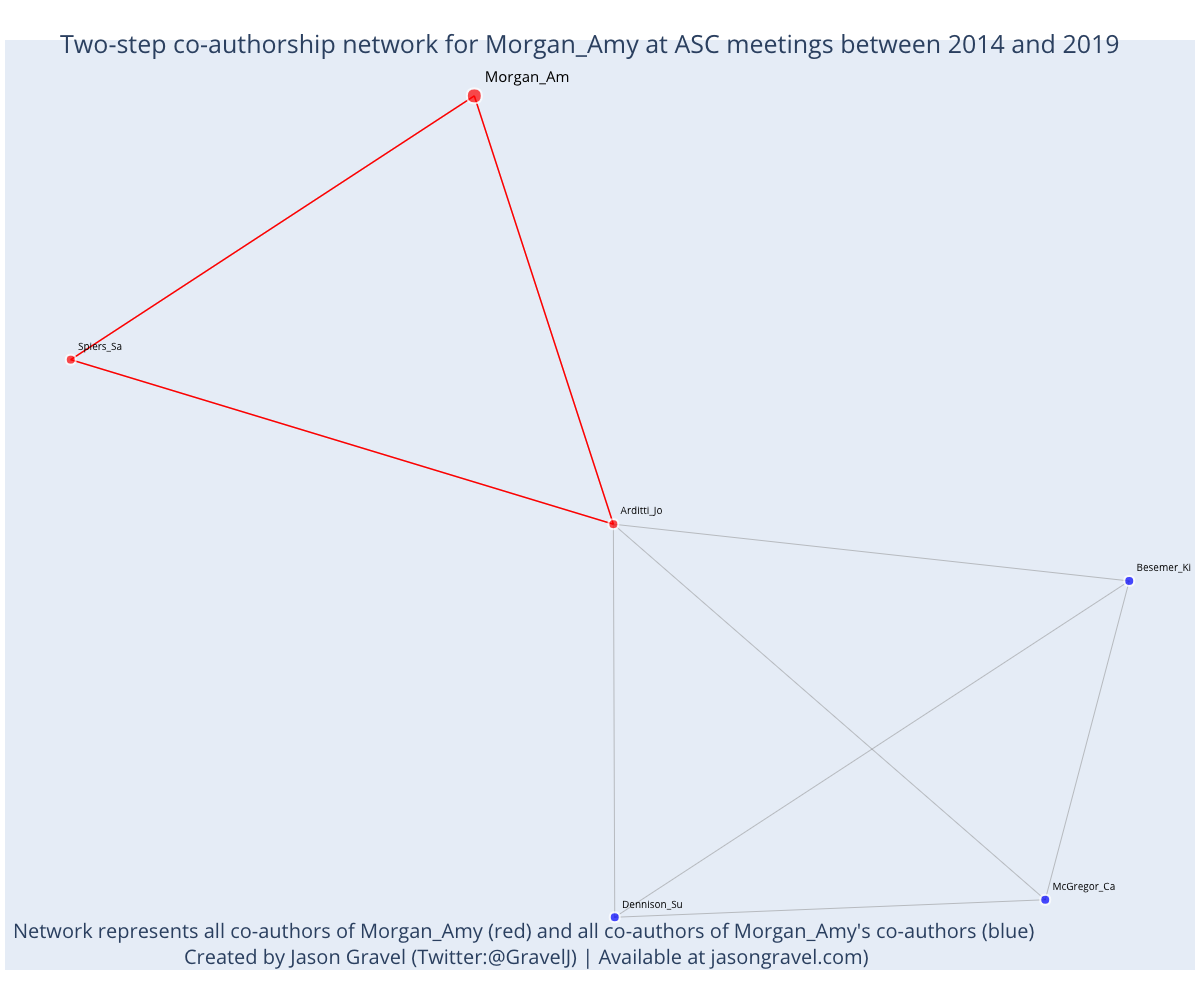 Two-step co-authorship network for Morgan_Amy at ASC meetings between 2014 and 2019
Morgan_Am
Spiers_Sa
Arditti_Jo
Besemer_Ki
McGregor_Ca
Dennison_Su
Network represents all co-authors of Morgan_Amy (red) and all co-authors of Morgan_Amy's co-authors (blue)
Created by Jason Gravel (Twitter:@GravelJ) | Available at jasongravel.com)